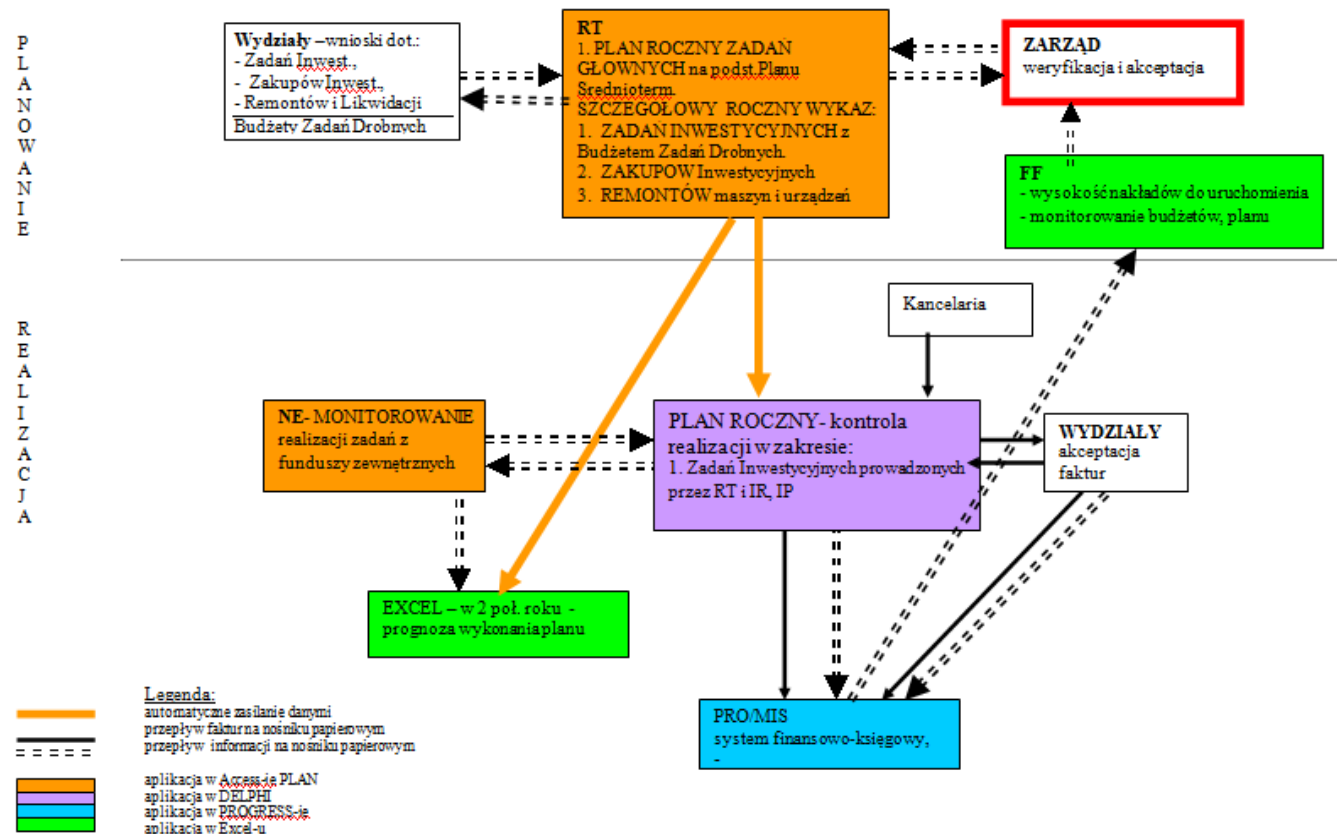 PLANOWANIE
Wydziały –wnioski dot.:
- Zadań Inwest.,
- Zakupów Inwest.,
- Remontów i Likwidacji
Budżety Zadań Drobnych
RT
1. PLAN ROCZNY ZADAŃ
GŁOWNYCH na podst.Planu
Srednioterm.
SZCZEGÓŁOWY ROCZNY WYKAZ:
1. ZADAŃ INWESTYCYJNYCH z
Budżetem Zadań Drobnych.
2. ZAKUPÓW Inwestycyjnych
3. REMONTÓW maszyn i urządzeń
ZARZĄD
weryfikacja i akceptacja
FF
- wysokość nakładów do uruchomienia
- monitorowanie budżetów, planu
REALIZACJA
Kancelaria
NE- MONITOROWANIE
realizacji zadań z
funduszy zewnętrznych
PLAN ROCZNY- kontrola
realizacji w zakresie:
1. Zadań Inwestycyjnych prowadzonych
przez RT i IR, IP
WYDZIAŁY
akceptacja
faktur
EXCEL – w 2 poł. roku -
prognoza wykonania planu
PRO/MIS
system finansowo-księgowy,
-
Legenda:
automatyczne zasilanie danymi
przepływ faktur na nośniku papierowym
przepływ informacji na nośniku papierowym
aplikacja w Access-ie PLAN
aplikacja w DELPHI
aplikacja w PROGRESS-ie
aplikacja w Excel-u